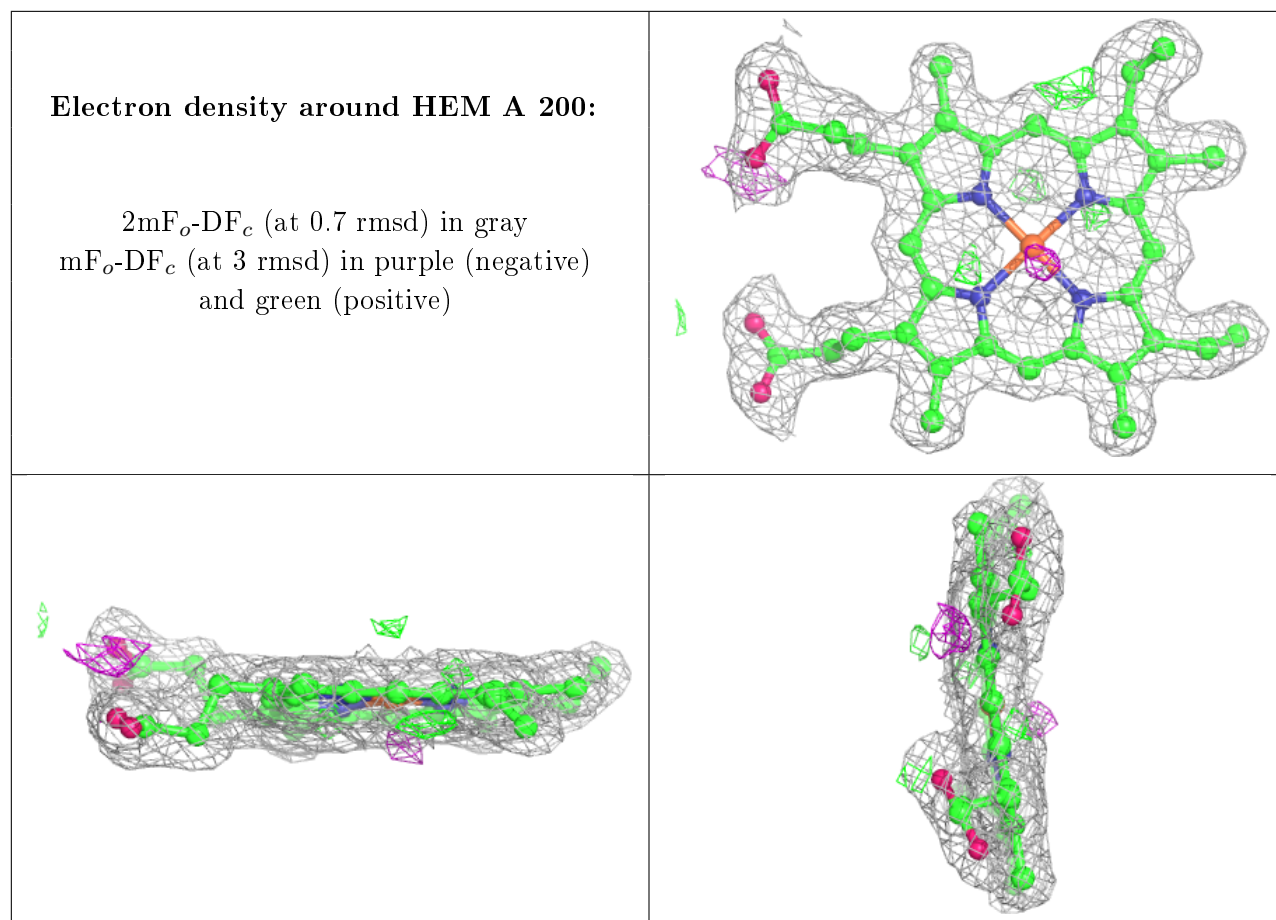 Electron density around HEM A 200:
2mFo-DFc (at 0.7 rmsd) in gray
mFo-DFc (at 3 rmsd) in purple (negative)
and green (positive)